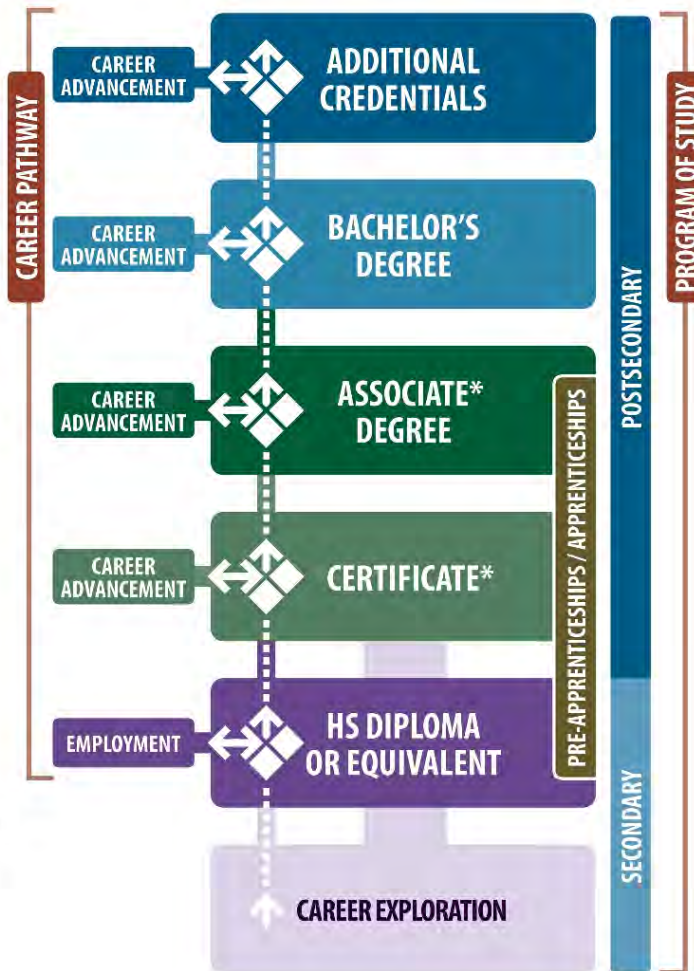 CAREER PATHWAY
PROGRAM OF STUDY
CAREER
ADVANCEMENT
ADDITIONAL
CREDENTIALS
CAREER
ADVANCEMENT
BACHELOR'S
DEGREE
POSTSECONDARY
CAREER
ADVANCEMENT
ASSOCIATE*
DEGREE
PRE-APPRENTICESHIPS / APPRENTICESHIPS
CAREER
ADVANCEMENT
CERTIFICATE*
EMPLOYMENT
HS DIPLOMA
OR EQUIVALENT
SECONDARY
CAREER EXPLORATION